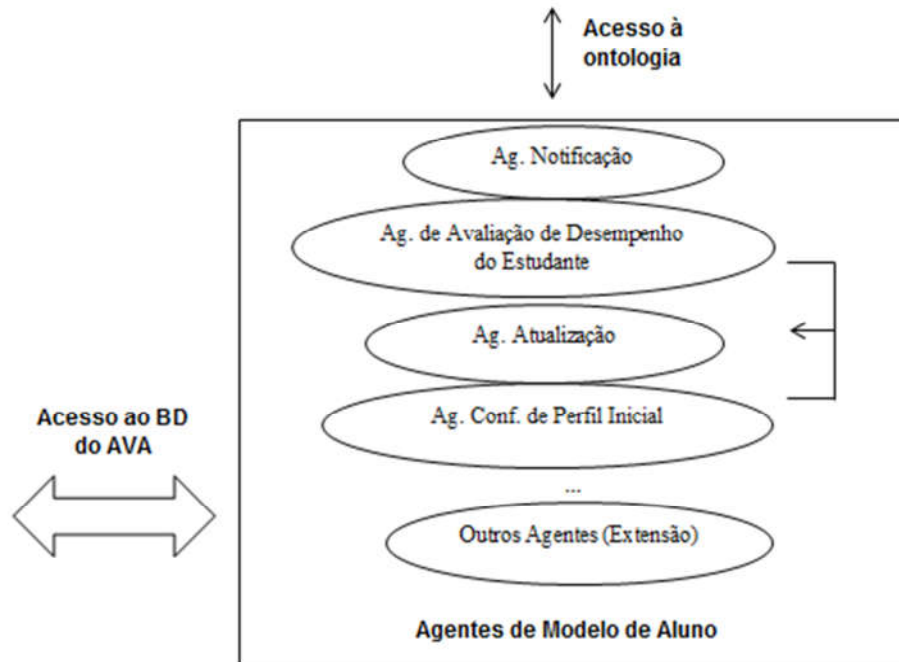 Acesso à
ontologia
Ag. Notificação
Ag. de Avaliação de Desempenho
do Estudante
Ag. Atualização
Ag. Conf. de Perfil Inicial
Acesso ao BD
do AVA
...
Outros Agentes (Extensão)
Agentes de Modelo de Aluno